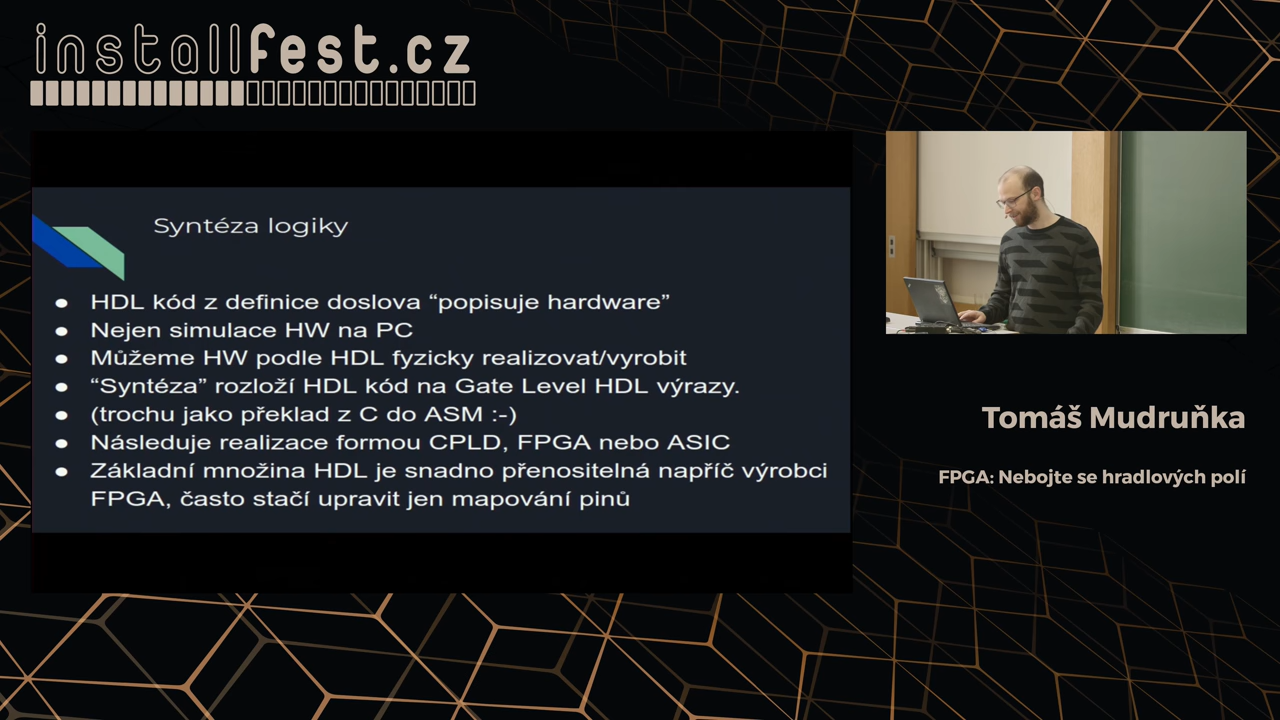 installfest.cz
Syntéza logiky
● HDL kód z definice doslova “popisuje hardware”
● Nejen simulace HW na PC
● Můžeme HW podle HDL fyzicky realizovat/vyrobit
● “Syntéza” rozloží HDL kód na Gate Level HDL výrazy.
● (trochu jako překlad z C do ASM :-)
● Následuje realizace formou CPLD, FPGA nebo ASIC
● Základní množina HDL je snadno přenositelná napříč výrobci
FPGA, často stačí upravit jen mapování pinů
Tomáš Mudruňka
FPGA: Nebojte se hradlových polí